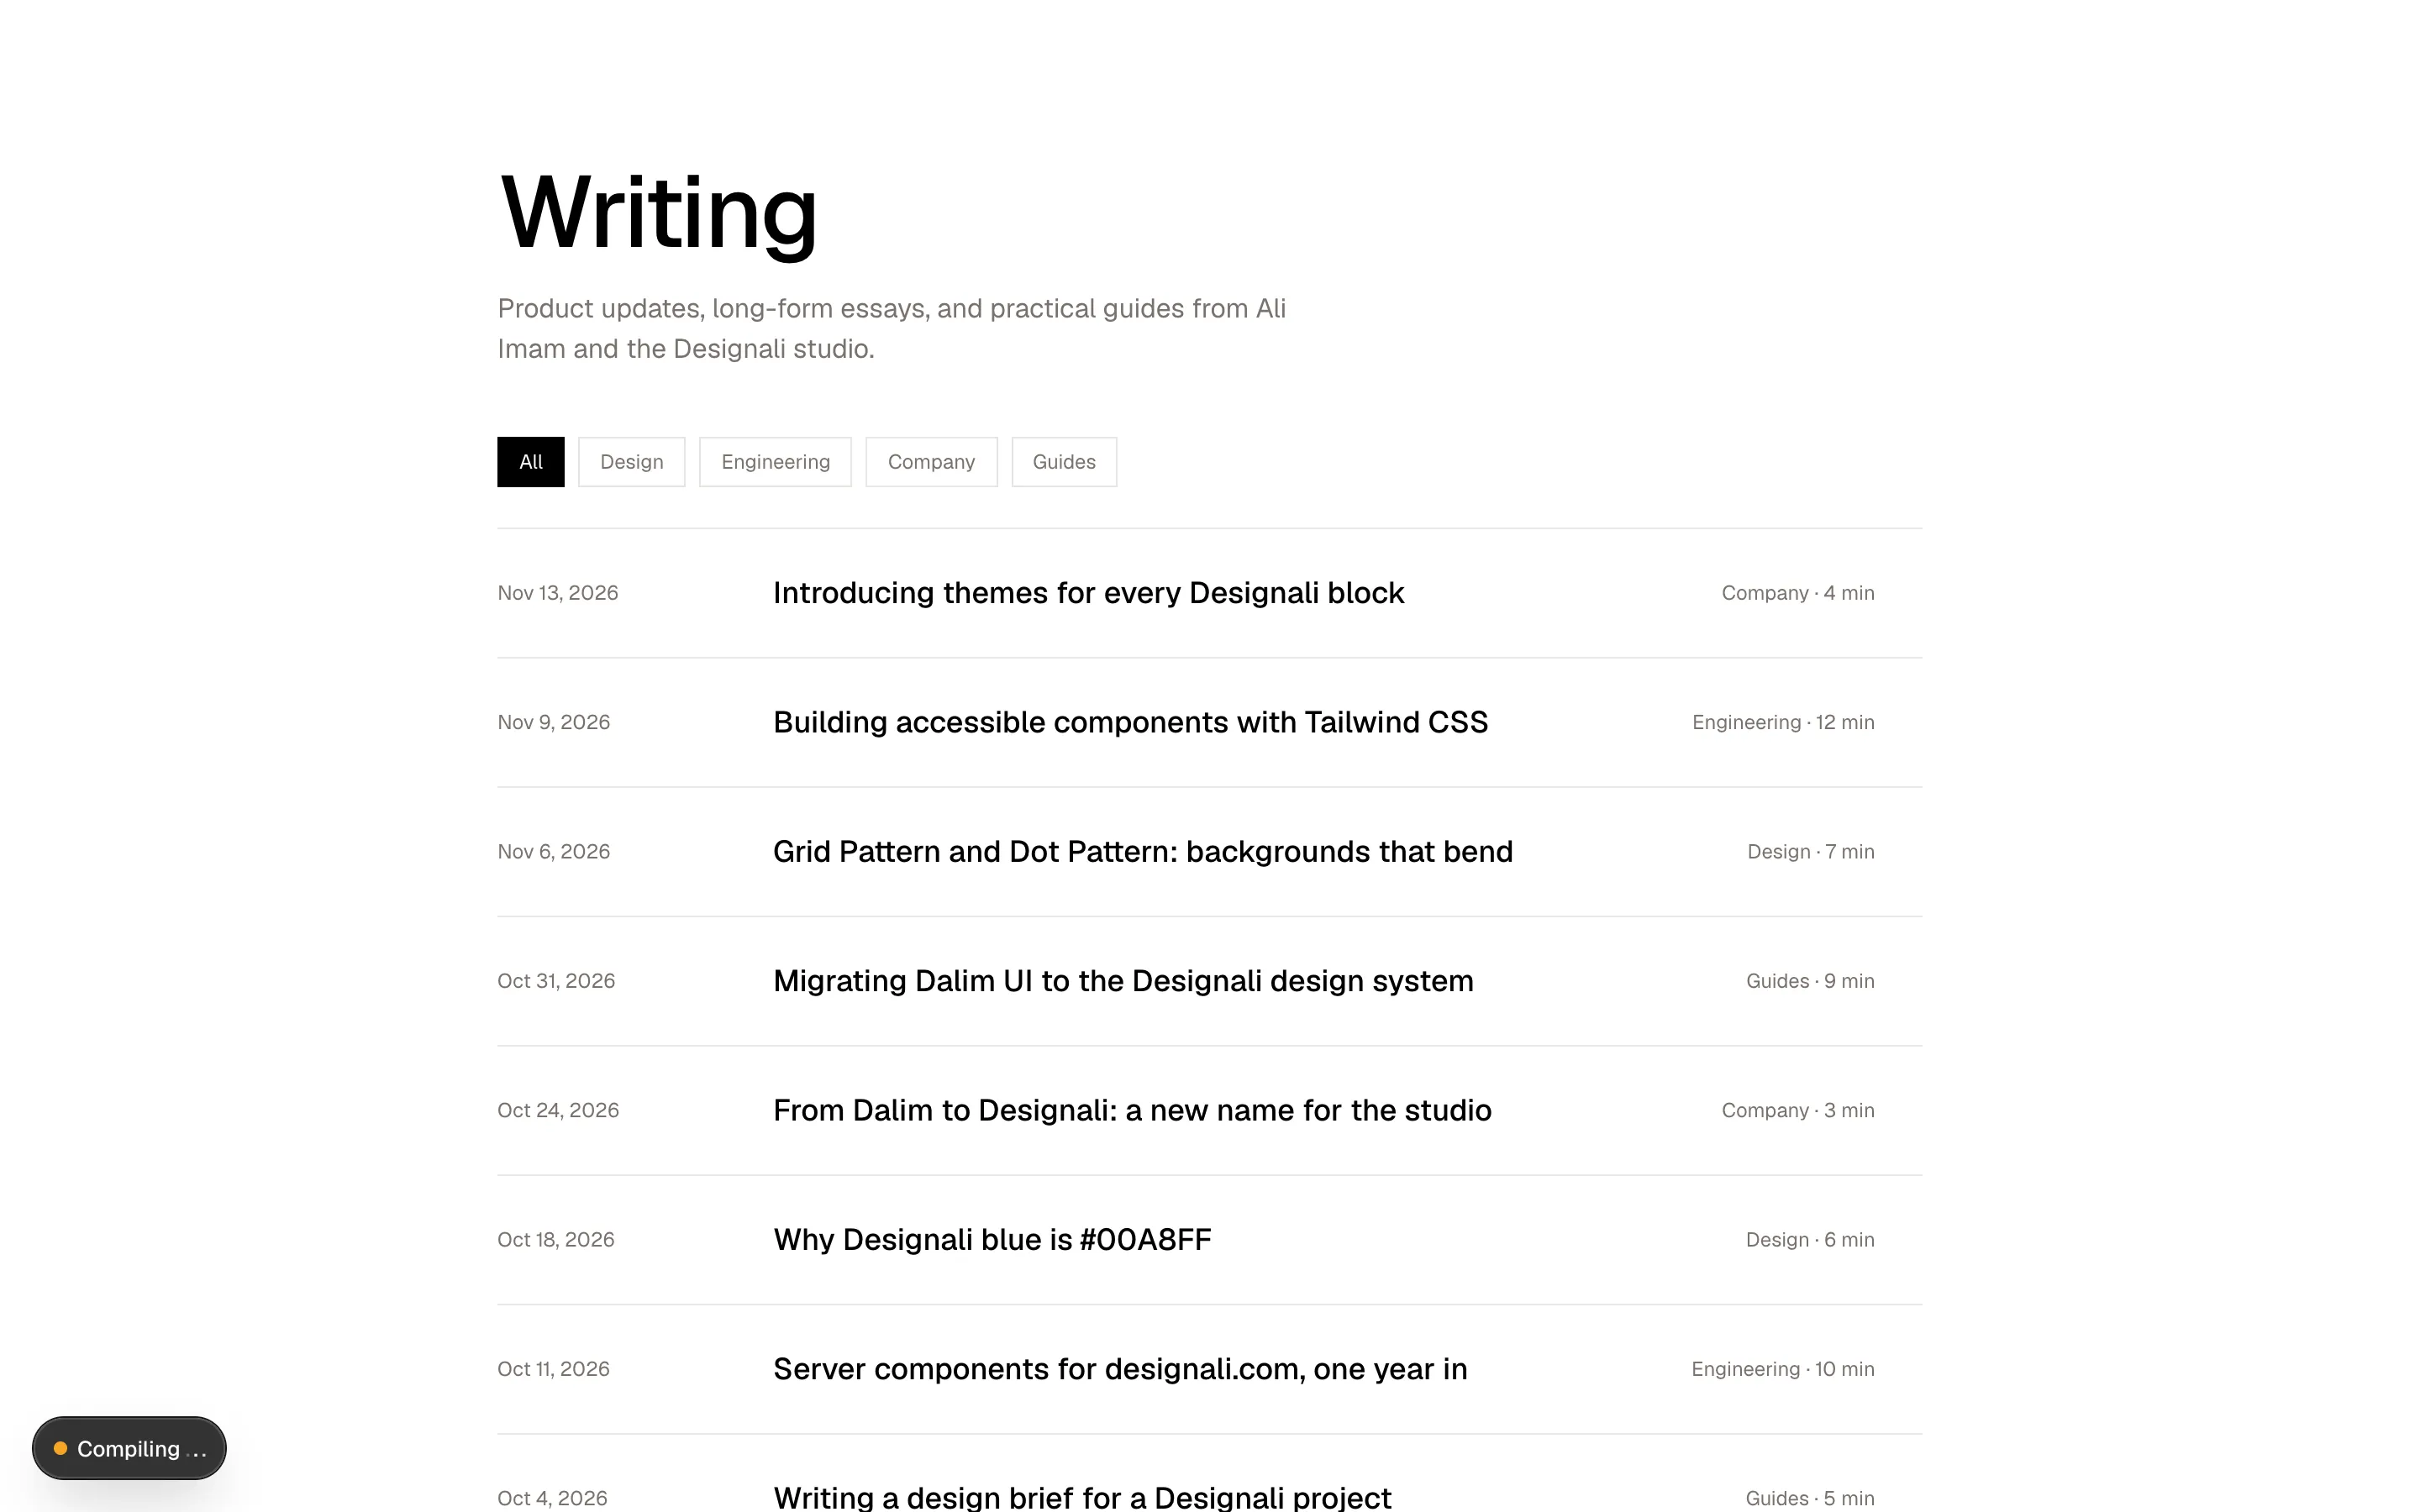 Writing
Product updates, long-form essays, and practical guides from Ali
Imam and the Designali studio.
All Design Engineering Company Guides
Nov 13, 2026 Introducing themes for every Designali block Company · 4 min
Nov 9, 2026 Building accessible components with Tailwind CSS Engineering · 12 min
Nov 6, 2026 Grid Pattern and Dot Pattern: backgrounds that bend Design · 7 min
Oct 31, 2026 Migrating Dalim UI to the Designali design system Guides · 9 min
Oct 24, 2026 From Dalim to Designali: a new name for the studio Company · 3 min
Oct 18, 2026 Why Designali blue is #00A8FF Design · 6 min
Oct 11, 2026 Server components for designali.com, one year in Engineering · 10 min
Compiling ...
Oct 4, 2026 Writing a design brief for a Designali project Guides · 5 min